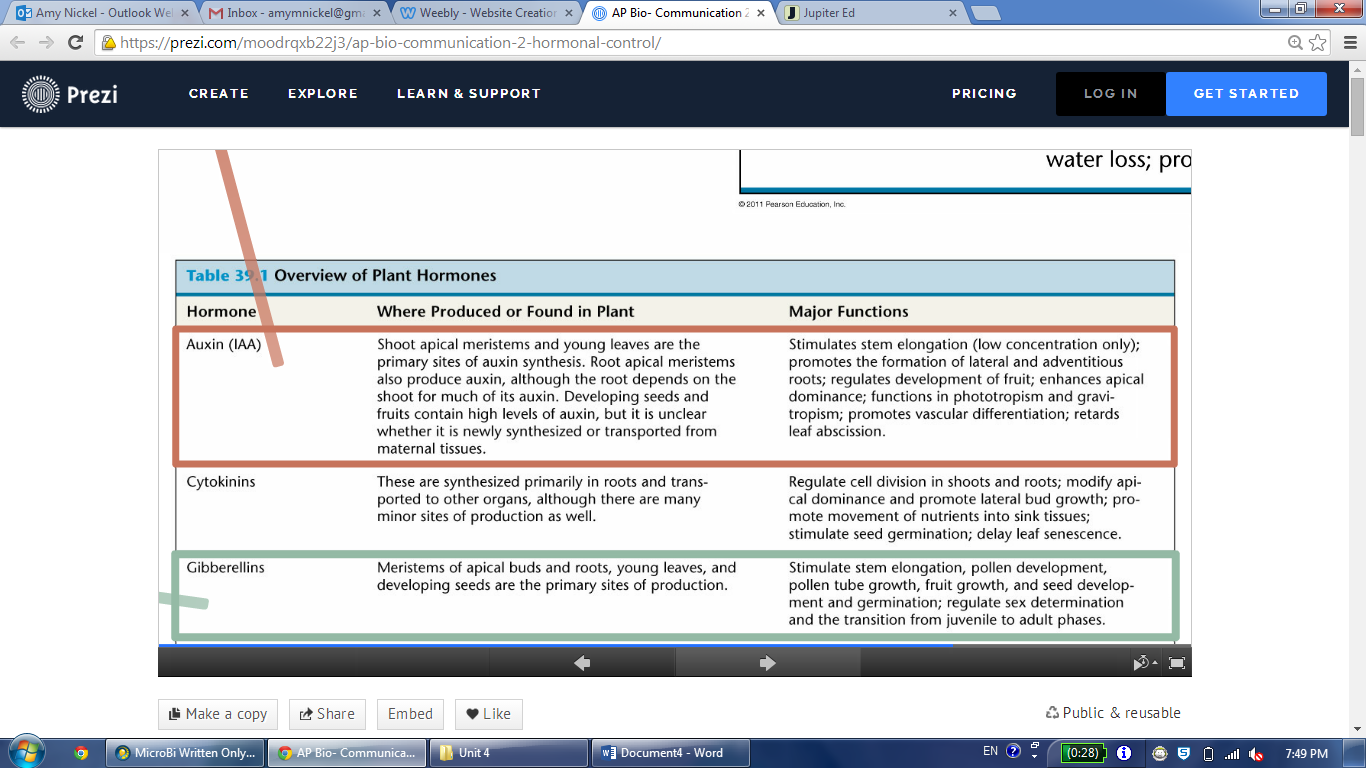 Amy Nickel - Outlook We
Inbox - amymnickel@gma
Weebly - Website Creation
AP Bio- Communication 2
Jupiter Ed
https://prezi.com/moodrqxb22j3/ap-bio-communication-2-hormonal-control/
Prezi CREATE EXPLORE LEARN & SUPPORT PRICING LOG IN GET STARTED
water loss; pro
© 2011 Pearson Education, Inc.
Table 39.1 Overview of Plant Hormones
Hormone Where Produced or Found in Plant Major Functions
Auxin (IAA)
Shoot apical meristems and young leaves are the
primary sites of auxin synthesis. Root apical meristems
also produce auxin, although the root depends on the
shoot for much of its auxin. Developing seeds and
fruits contain high levels of auxin, but it is unclear
whether it is newly synthesized or transported from
maternal tissues.
Stimulates stem elongation (low concentration only);
promotes the formation of lateral and adventitious
roots; regulates development of fruit; enhances apical
dominance; functions in phototropism and gravi-
tropism; promotes vascular differentiation; retards
leaf abscission.
Cytokinins
These are synthesized primarily in roots and trans-
ported to other organs, although there are many
minor sites of production as well.
Regulate cell division in shoots and roots; modify api-
cal dominance and promote lateral bud growth; pro-
mote movement of nutrients into sink tissues;
stimulate seed germination; delay leaf senescence.
Gibberellins
Meristems of apical buds and roots, young leaves, and
developing seeds are the primary sites of production.
Stimulate stem elongation, pollen development,
pollen tube growth, fruit growth, and seed develop-
ment and germination; regulate sex determination
and the transition from juvenile to adult phases.
Make a copy Share Embed Like Public & reusable
MicroBi Written Only... AP Bio- Communica... Unit 4 Document4 - Word EN (0:28) 7:49 PM